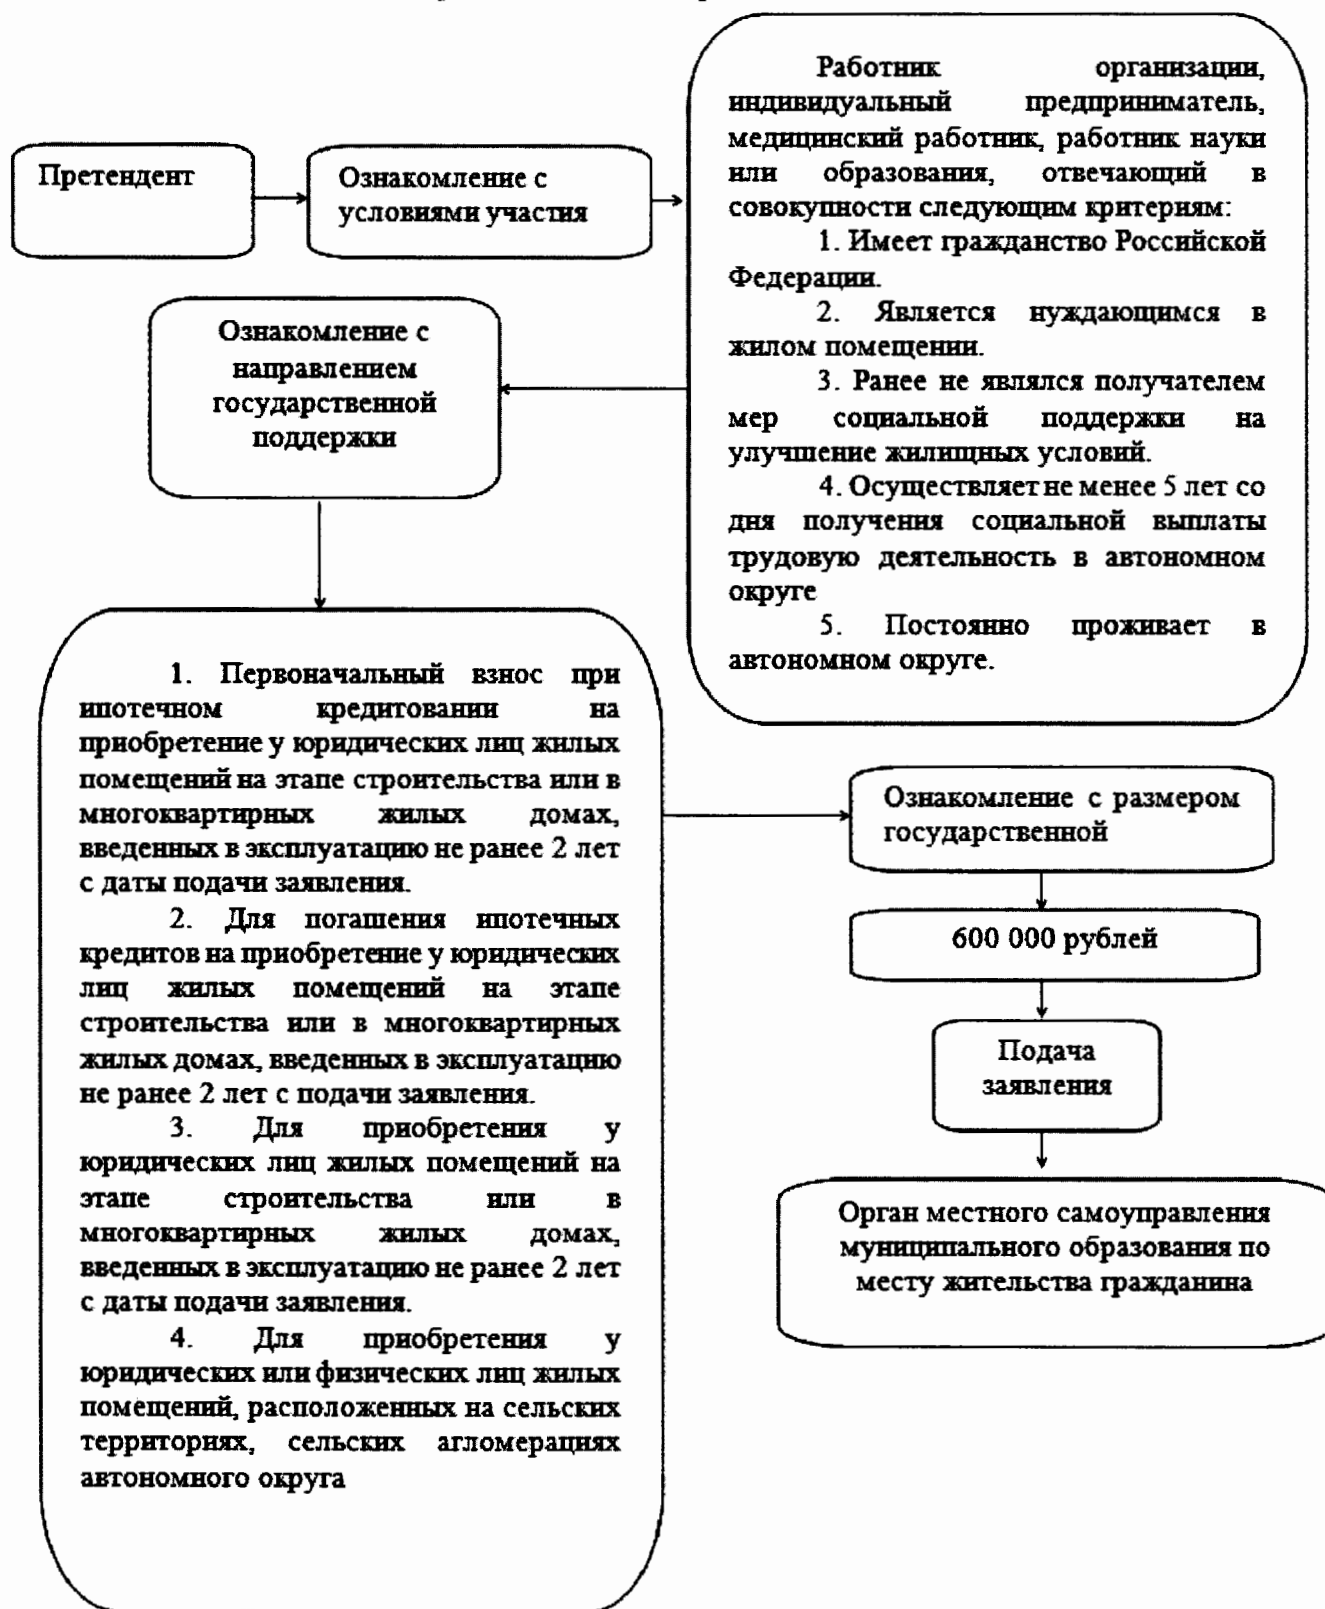 Претендент
Ознакомление с
условиями участия
Работник организации,
индивидуальный предприниматель,
медицинский работник, работник науки
или образования, отвечающий в
совокупности следующим критериям:
1. Имеет гражданство Российской
Федерации.
2. Является нуждающимся в
жилом помещении.
3. Ранее не являлся получателем
мер социальной поддержки на
улучшение жилищных условий.
4. Осуществляет не менее 5 лет со
дня получения социальной выплаты
трудовую деятельность в автономном
округе
5. Постоянно проживает в
автономном округе.
Ознакомление с
направлением
государственной
поддержки
1. Первоначальный взнос при
ипотечном кредитовании на
приобретение у юридических лиц жилых
помещений на этапе строительства или в
многоквартирных жилых домах,
введенных в эксплуатацию не ранее 2 лет
с даты подачи заявления.
2. Для погашения ипотечных
кредитов на приобретение у юридических
лиц жилых помещений на этапе
строительства или в многоквартирных
жилых домах, введенных в эксплуатацию
не ранее 2 лет с подачи заявления.
3. Для приобретения у
юридических лиц жилых помещений на
этапе строительства или в
многоквартирных жилых домах,
введенных в эксплуатацию не ранее 2 лет
с даты подачи заявления.
4. Для приобретения у
юридических или физических лиц жилых
помещений, расположенных на сельских
территориях, сельских агломерациях
автономного округа
Ознакомление с размером
государственной
600 000 рублей
Подача
заявления
Орган местного самоуправления
муниципального образования по
месту жительства гражданина